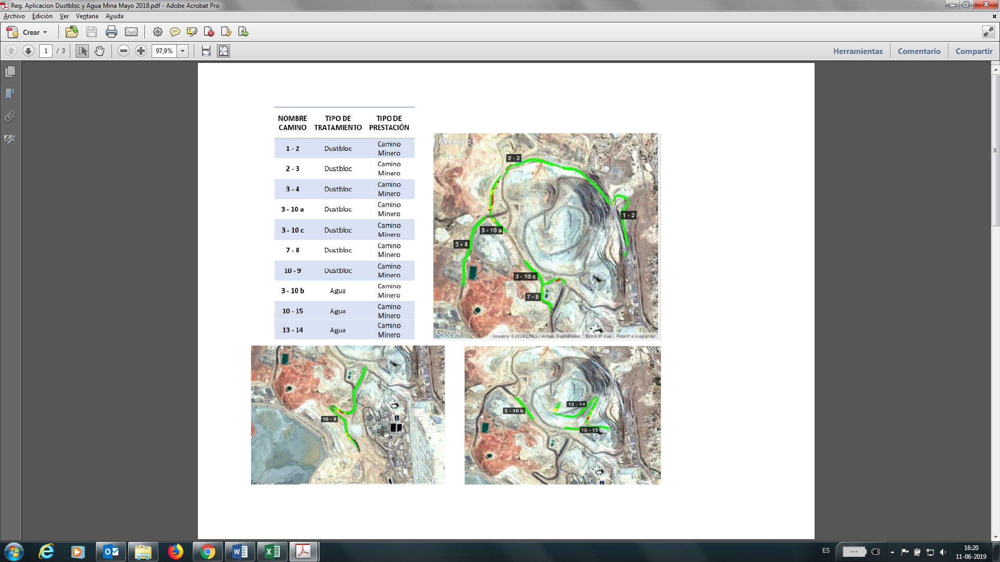 Reg. Aplicacion Dustbloc y Agua Mina Mayo 2018.pdf - Adobe Acrobat Pro
Archivo Edición Ver Ventana Ayuda
Crear
1 / 3 97,9% Herramientas Comentario Compartir
NOMBRE CAMINO TIPO DE TRATAMIENTO TIPO DE PRESTACIÓN
1 - 2 Dustbloc Camino Minero
2 - 3 Dustbloc Camino Minero
3 - 4 Dustbloc Camino Minero
3 - 10 a Dustbloc Camino Minero
3 - 10 c Dustbloc Camino Minero
7 - 8 Dustbloc Camino Minero
10 - 9 Dustbloc Camino Minero
3 - 10 b Agua Camino Minero
10 - 15 Agua Camino Minero
13 - 14 Agua Camino Minero
2 - 3
1 - 2
3 - 10 a
3 - 4
3 - 10 c
7 - 8
Google
Imagery ©2018 CNES / Airbus, DigitalGlobe Terms of Use Report a map error
10 - 9
Google
13 - 14
3 - 10 b
10 - 15
ES
16:20
11-06-2019